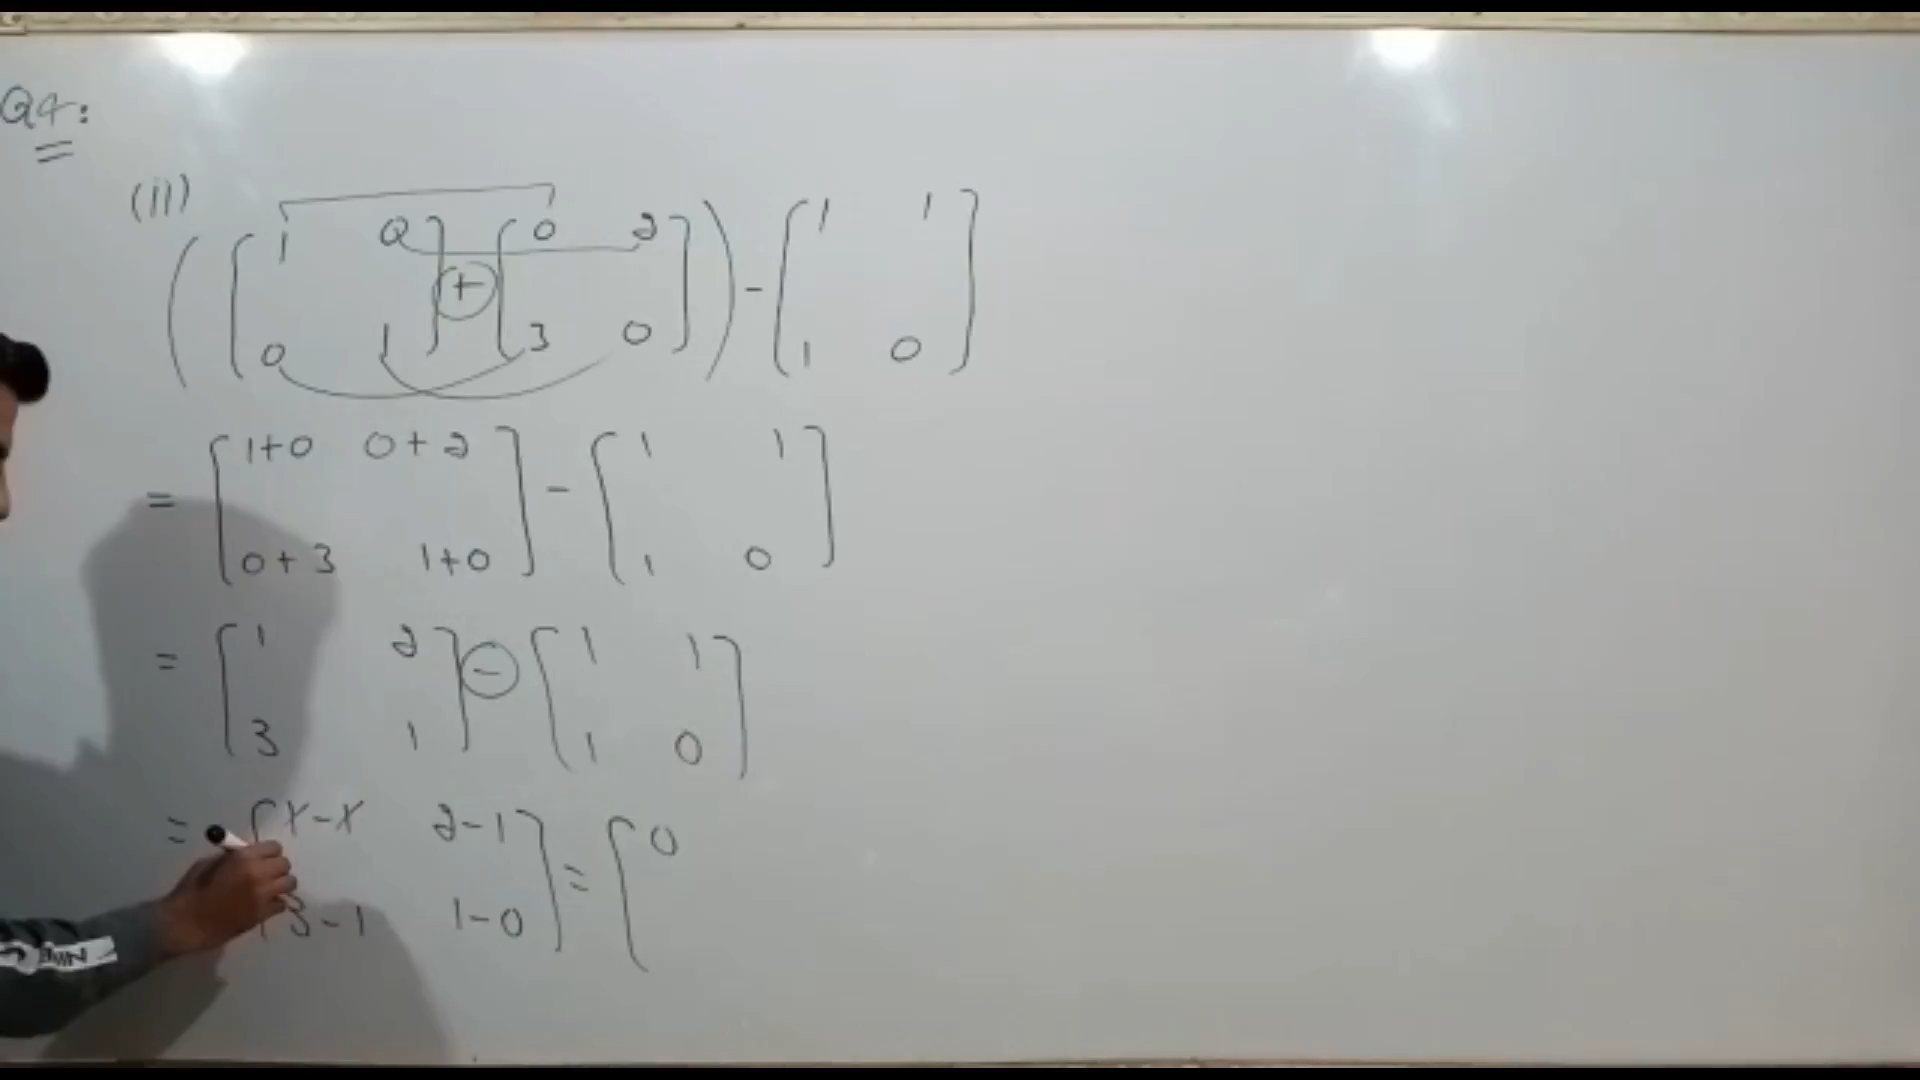 Q4:
(ii)
( [ 1 0 ] + [ 0 2 ] ) - [ 1 1 ]
0 1 3 0 1 0
= [ 1+0 0+2 ] - [ 1 1 ]
0+3 1+0 1 0
= [ 1 2 ] - [ 1 1 ]
3 1 1 0
= [ 1-1 2-1 ] = [ 0
3-1 1-0